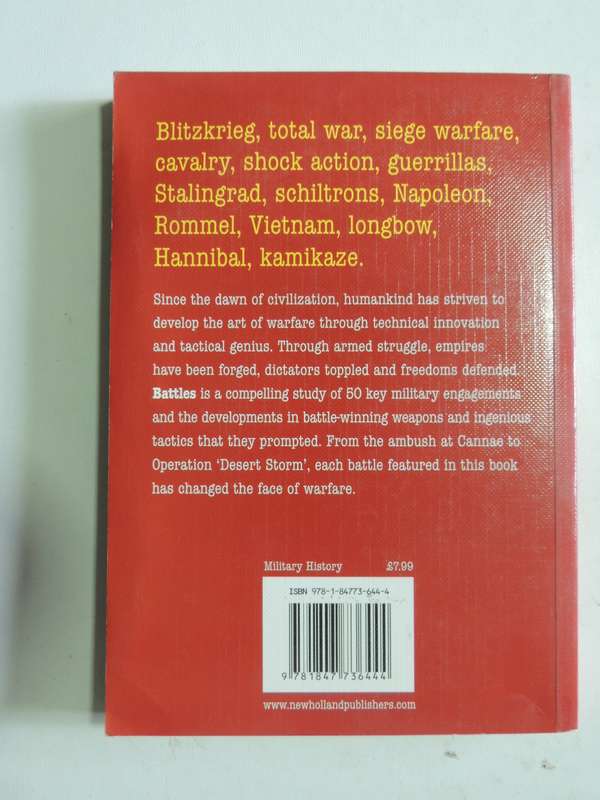 Blitzkrieg, total war, siege warfare,
cavalry, shock action, guerrillas,
Stalingrad, schiltrons, Napoleon,
Rommel, Vietnam, longbow,
Hannibal, kamikaze.
Since the dawn of civilization, humankind has striven to
develop the art of warfare through technical innovation
and tactical genius. Through armed struggle, empires
have been forged, dictators toppled and freedoms defended.
Battles is a compelling study of 50 key military engagements
and the developments in battle-winning weapons and ingenious
tactics that they prompted. From the ambush at Cannae to
Operation ‘Desert Storm’, each battle featured in this book
has changed the face of warfare.
Military History £7.99
ISBN 978-1-84773-644-4
9 781847 736444
www.newhollandpublishers.com